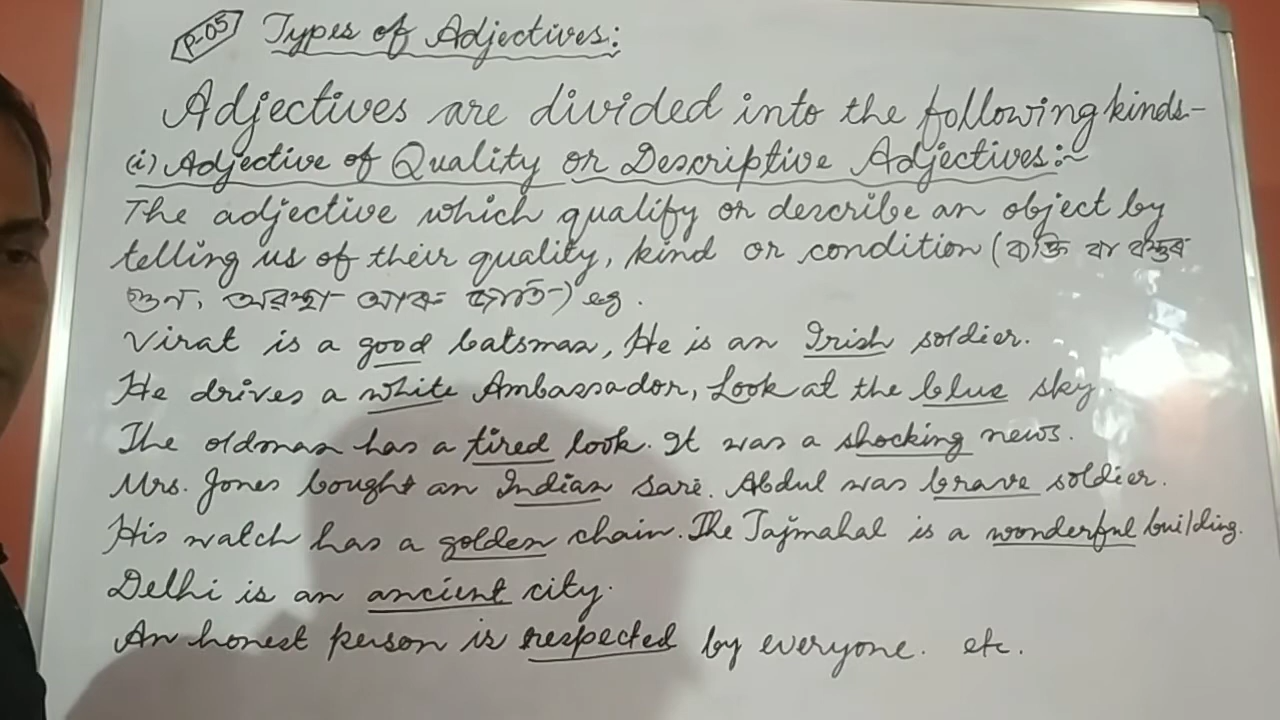 P-05 Types of Adjectives:
Adjectives are divided into the following kinds-
(i) Adjective of Quality or Descriptive Adjectives:~
The adjective which qualify or describe an object by
telling us of their quality, kind or condition (ব্যক্তি বা বস্তুর
গুন, অবস্থা- ) eg.
Virat is a good batsman, He is an Irish soldier.
He drives a white Ambassador, Look at the blue sky.
The oldman has a tired look. It was a shocking news.
Mrs. Jones bought an Indian sari. Abdul was brave soldier.
His watch has a golden chain. The Tajmahal is a wonderful building.
Delhi is an ancient city.
An honest person is respected by everyone. etc.